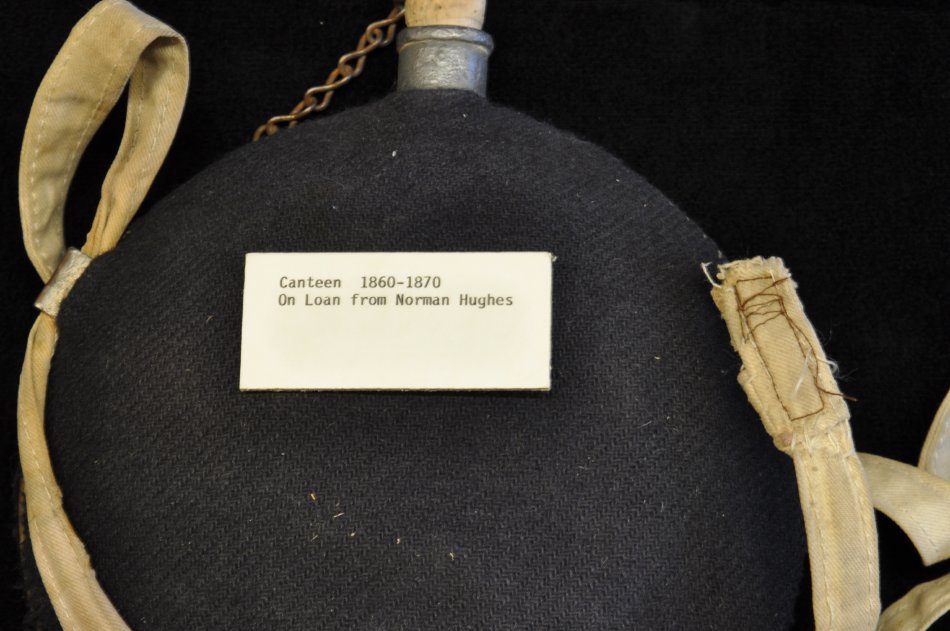 Canteen  1860-1870
On Loan from Norman Hughes